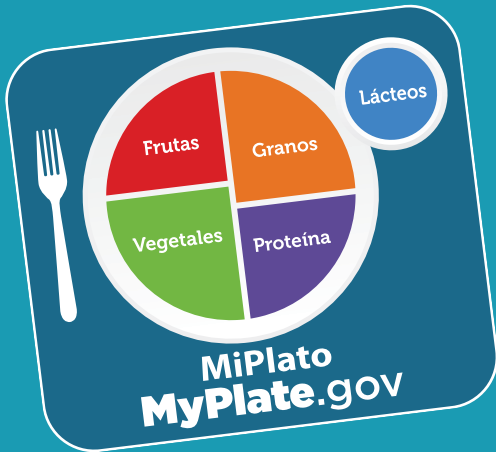 Lácteos
Frutas
Granos
Vegetales
Proteína
MiPlato
MyPlate.gov